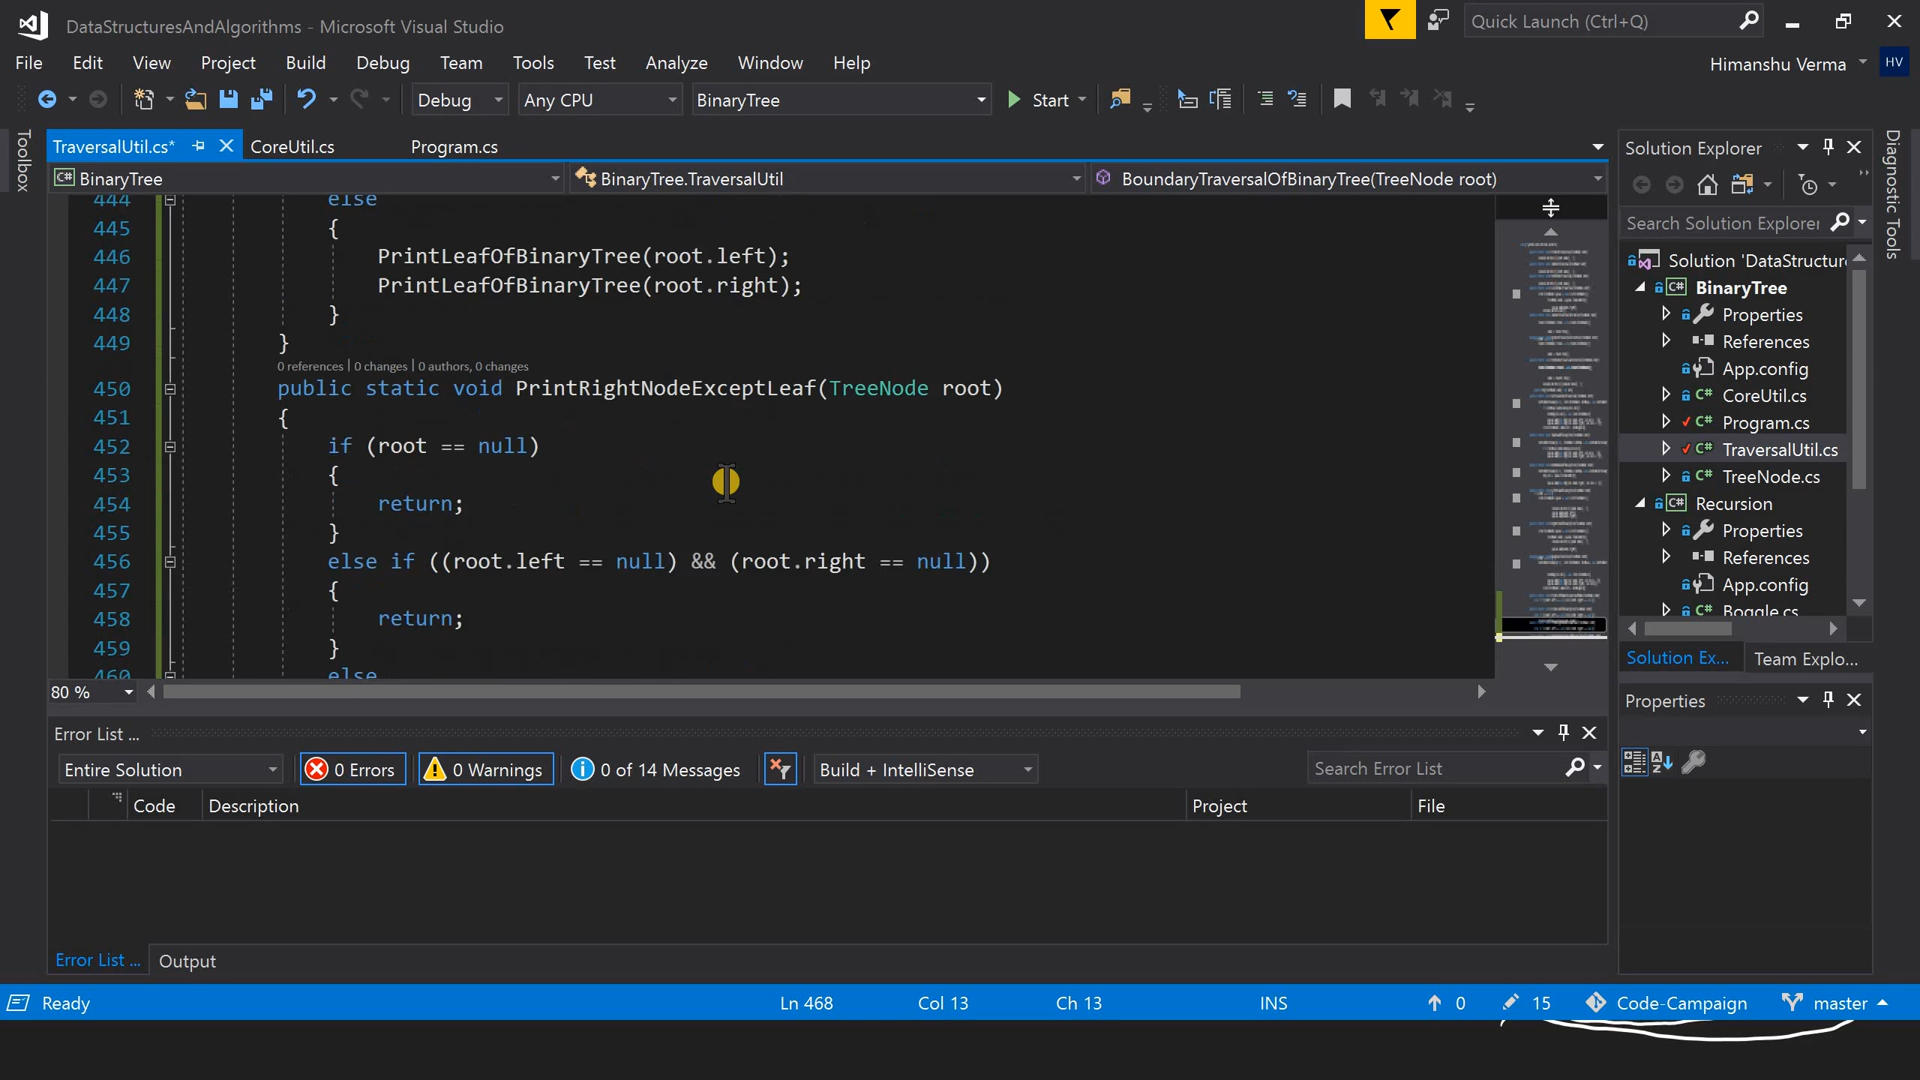 DataStructuresAndAlgorithms - Microsoft Visual Studio
Quick Launch (Ctrl+Q)
File Edit View Project Build Debug Team Tools Test Analyze Window Help
Himanshu Verma HV
Debug Any CPU BinaryTree Start
Toolbox
TraversalUtil.cs* CoreUtil.cs Program.cs
BinaryTree BinaryTree.TraversalUtil BoundaryTraversalOfBinaryTree(TreeNode root)
444 else
445 {
446 PrintLeafOfBinaryTree(root.left);
447 PrintLeafOfBinaryTree(root.right);
448 }
449 }
0 references | 0 changes | 0 authors, 0 changes
450 public static void PrintRightNodeExceptLeaf(TreeNode root)
451 {
452 if (root == null)
453 {
454 return;
455 }
456 else if ((root.left == null) && (root.right == null))
457 {
458 return;
459 }
460 else
80 %
Solution Explorer
Search Solution Explorer
Solution 'DataStructure
C# BinaryTree
Properties
References
App.config
C# CoreUtil.cs
C# Program.cs
C# TraversalUtil.cs
C# TreeNode.cs
C# Recursion
Properties
References
App.config
C# Boggle.cs
Solution Ex... Team Explo...
Diagnostic Tools
Properties
Error List ...
Entire Solution 0 Errors 0 Warnings 0 of 14 Messages Build + IntelliSense Search Error List
Code Description Project File
Error List ... Output
Ready Ln 468 Col 13 Ch 13 INS 0 15 Code-Campaign master